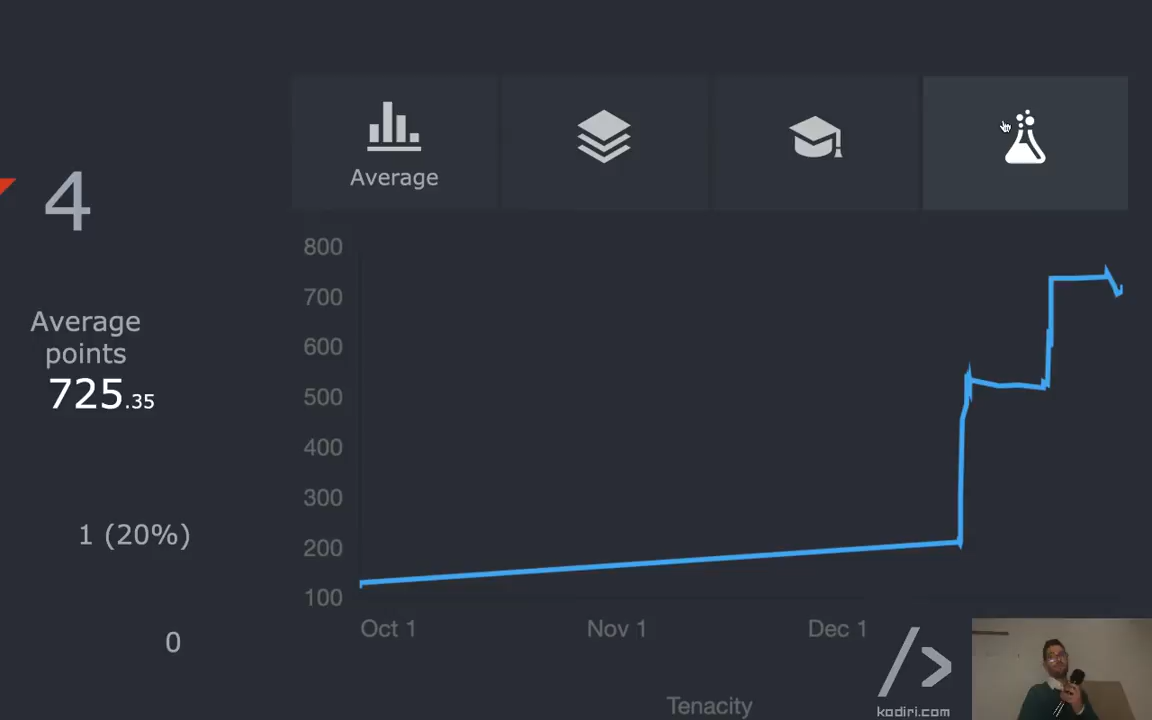 Average
4
Average
points
725.35
1 (20%)
0
800
700
600
500
400
300
200
100
Oct 1
Nov 1
Dec 1
Tenacity
kodiri.com